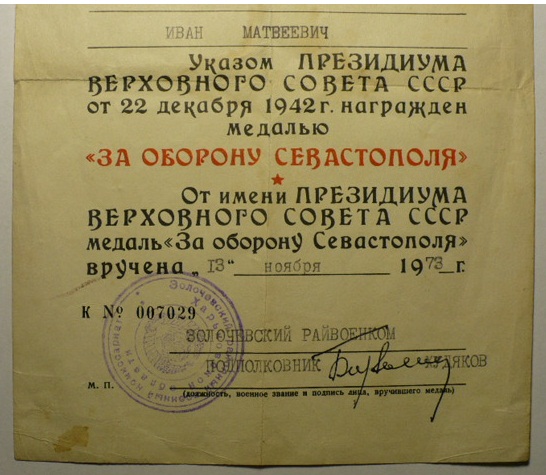 ИВАН МАТВЕЕВИЧ
Указом ПРЕЗИДИУМА
ВЕРХОВНОГО СОВЕТА СССР
от 22 декабря 1942 г. награжден
медалью
«ЗА ОБОРОНУ СЕВАСТОПОЛЯ»
От имени ПРЕЗИДИУМА
ВЕРХОВНОГО СОВЕТА СССР
медаль «За оборону Севастополя»
вручена „13" ноября 1973 г.
К № 007029
ЗОЛОЧЕВСКИЙ РАЙВОЕНКОМ
ПОДПОЛКОВНИК
М. П.
(должность, военное звание и подпись лица, вручившего медаль)